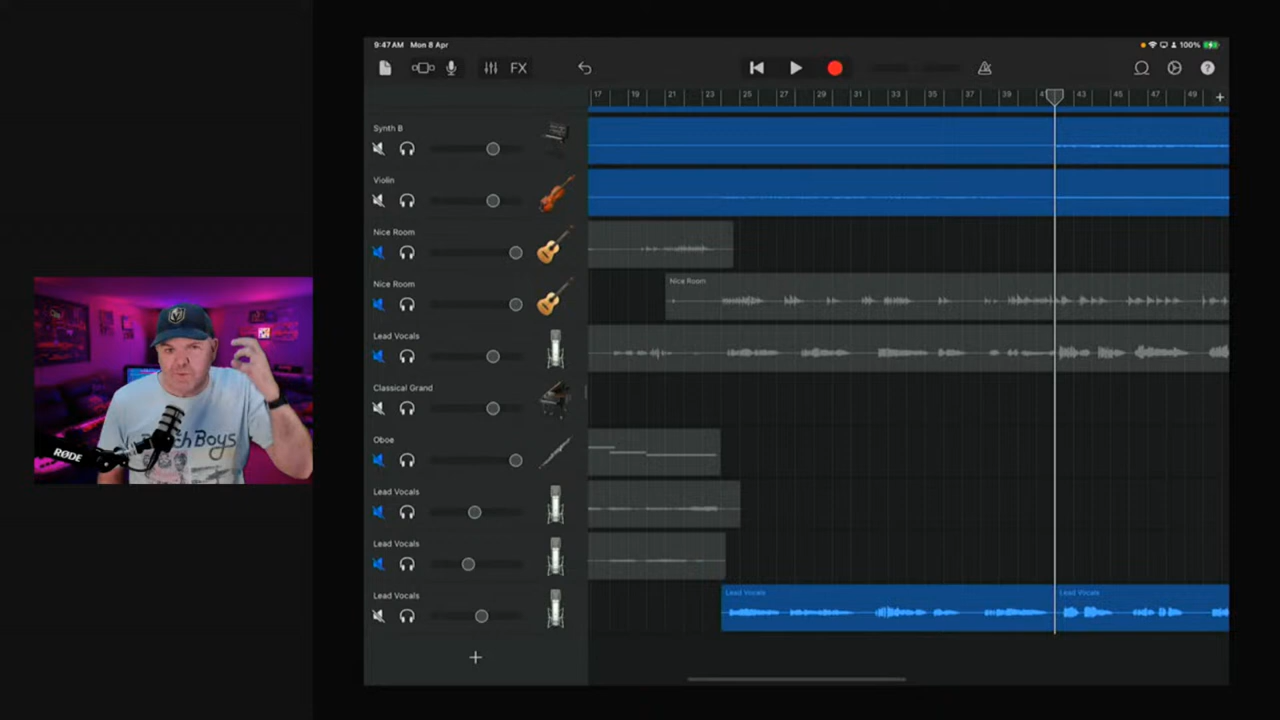 9:47AM Mon 8 Apr
100%
FX
?
17 19 21 23 25 27 29 31 33 35 37 39 43 45 47 49 +
Synth B
Violin
Nice Room
Nice Room
Nice Room
Lead Vocals
Classical Grand
Oboe
Lead Vocals
Lead Vocals
Lead Vocals
Lead Vocals
Lead Vocals
+
Boys
RØDE